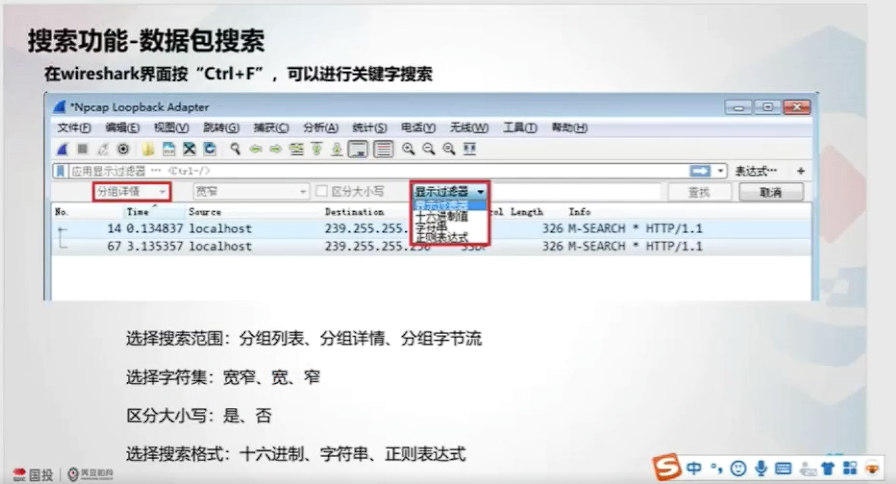 搜索功能-数据包搜索
在wireshark界面按“Ctrl+F”，可以进行关键字搜索
*Npcap Loopback Adapter
文件(F) 编辑(E) 视图(V) 跳转(G) 捕获(C) 分析(A) 统计(S) 电话(Y) 无线(W) 工具(T) 帮助(H)
应用显示过滤器 … <Ctrl-/> 表达式… +
分组详情 宽窄 区分大小写 显示过滤器 查找 取消
显示过滤器
十六进制值
字符串
正则表达式
No. Time Source Destination Length Info
14 0.134837 localhost 239.255.255. 326 M-SEARCH * HTTP/1.1
67 3.135357 localhost 239.255.255.250 SSDP 326 M-SEARCH * HTTP/1.1
选择搜索范围：分组列表、分组详情、分组字节流
选择字符集：宽窄、宽、窄
区分大小写：是、否
选择搜索格式：十六进制、字符串、正则表达式
国投
中